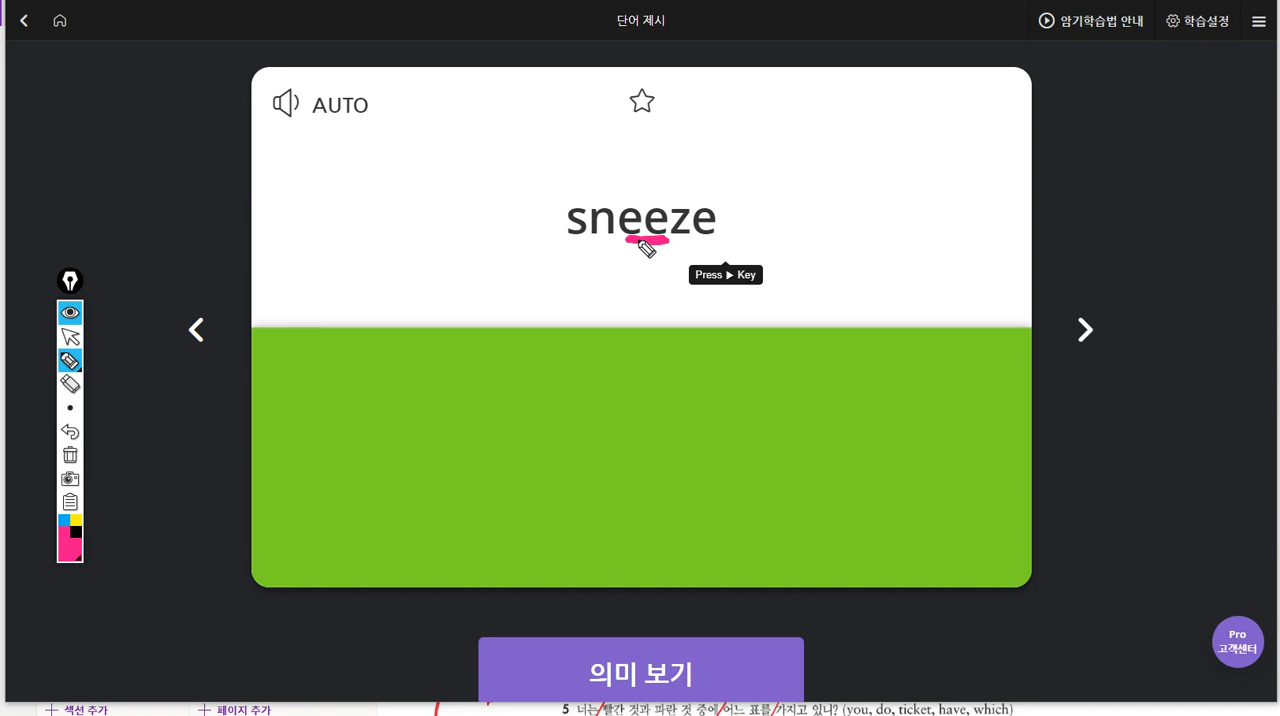 단어 제시
암기학습법 안내
학습설정
AUTO
sneeze
Press ▶ Key
의미 보기
Pro
고객센터
섹션 추가
페이지 추가
5 너는 빨간 것과 파란 것 중에 어느 표를 가지고 있니? (you, do, ticket, have, which)